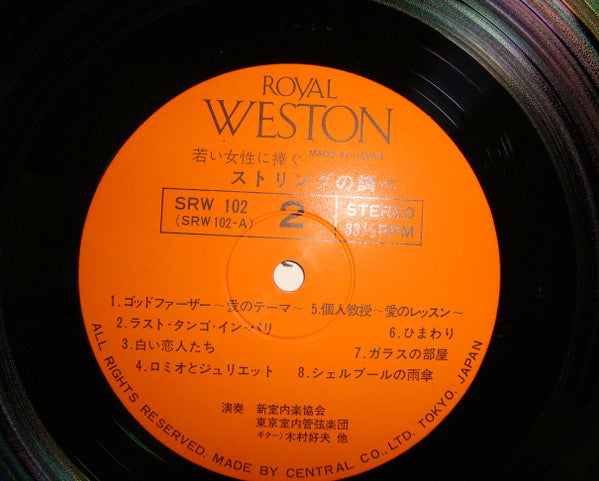 ROYAL
WESTON
若い女性に捧ぐ MADE IN JAPAN
ストリングスの調べ
SRW 102
(SRW 102-A)
2
STEREO
33⅓RPM
1.ゴッドファーザー〜愛のテーマ〜
2.ラスト・タンゴ・イン・パリ
3.白い恋人たち
4.ロミオとジュリエット
5.個人教授〜愛のレッスン〜
6.ひまわり
7.ガラスの部屋
8.シェルブールの雨傘
演奏 新室内楽協会
東京室内管弦楽団
ギター)木村好夫 他
ALL RIGHTS RESERVED. MADE BY CENTRAL CO., LTD. TOKYO. JAPAN